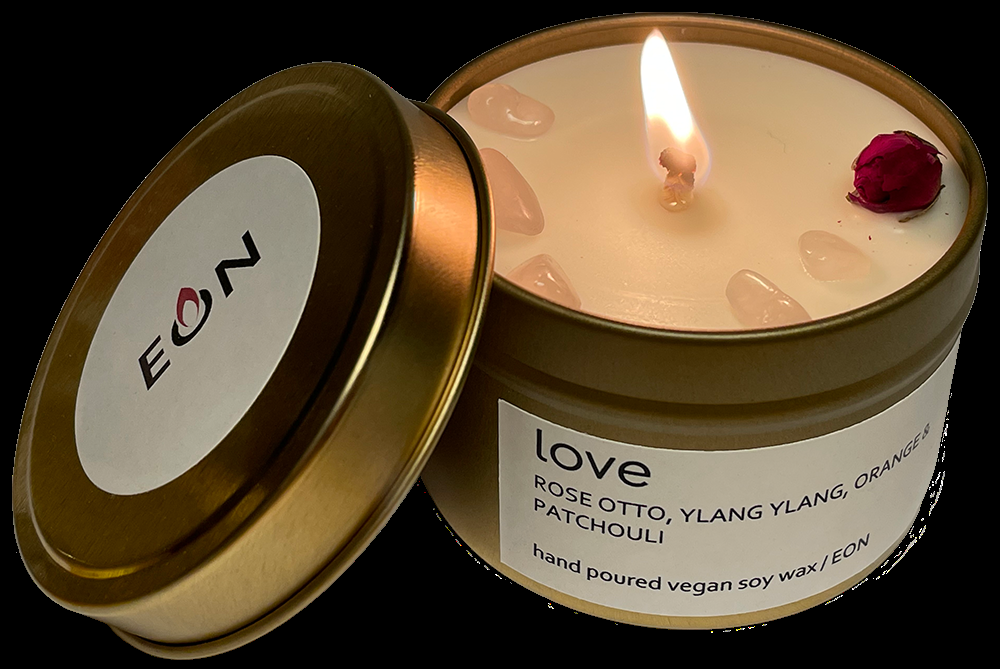 EON
love
ROSE OTTO, YLANG YLANG, ORANGE &
PATCHOULI
hand poured vegan soy wax / EON